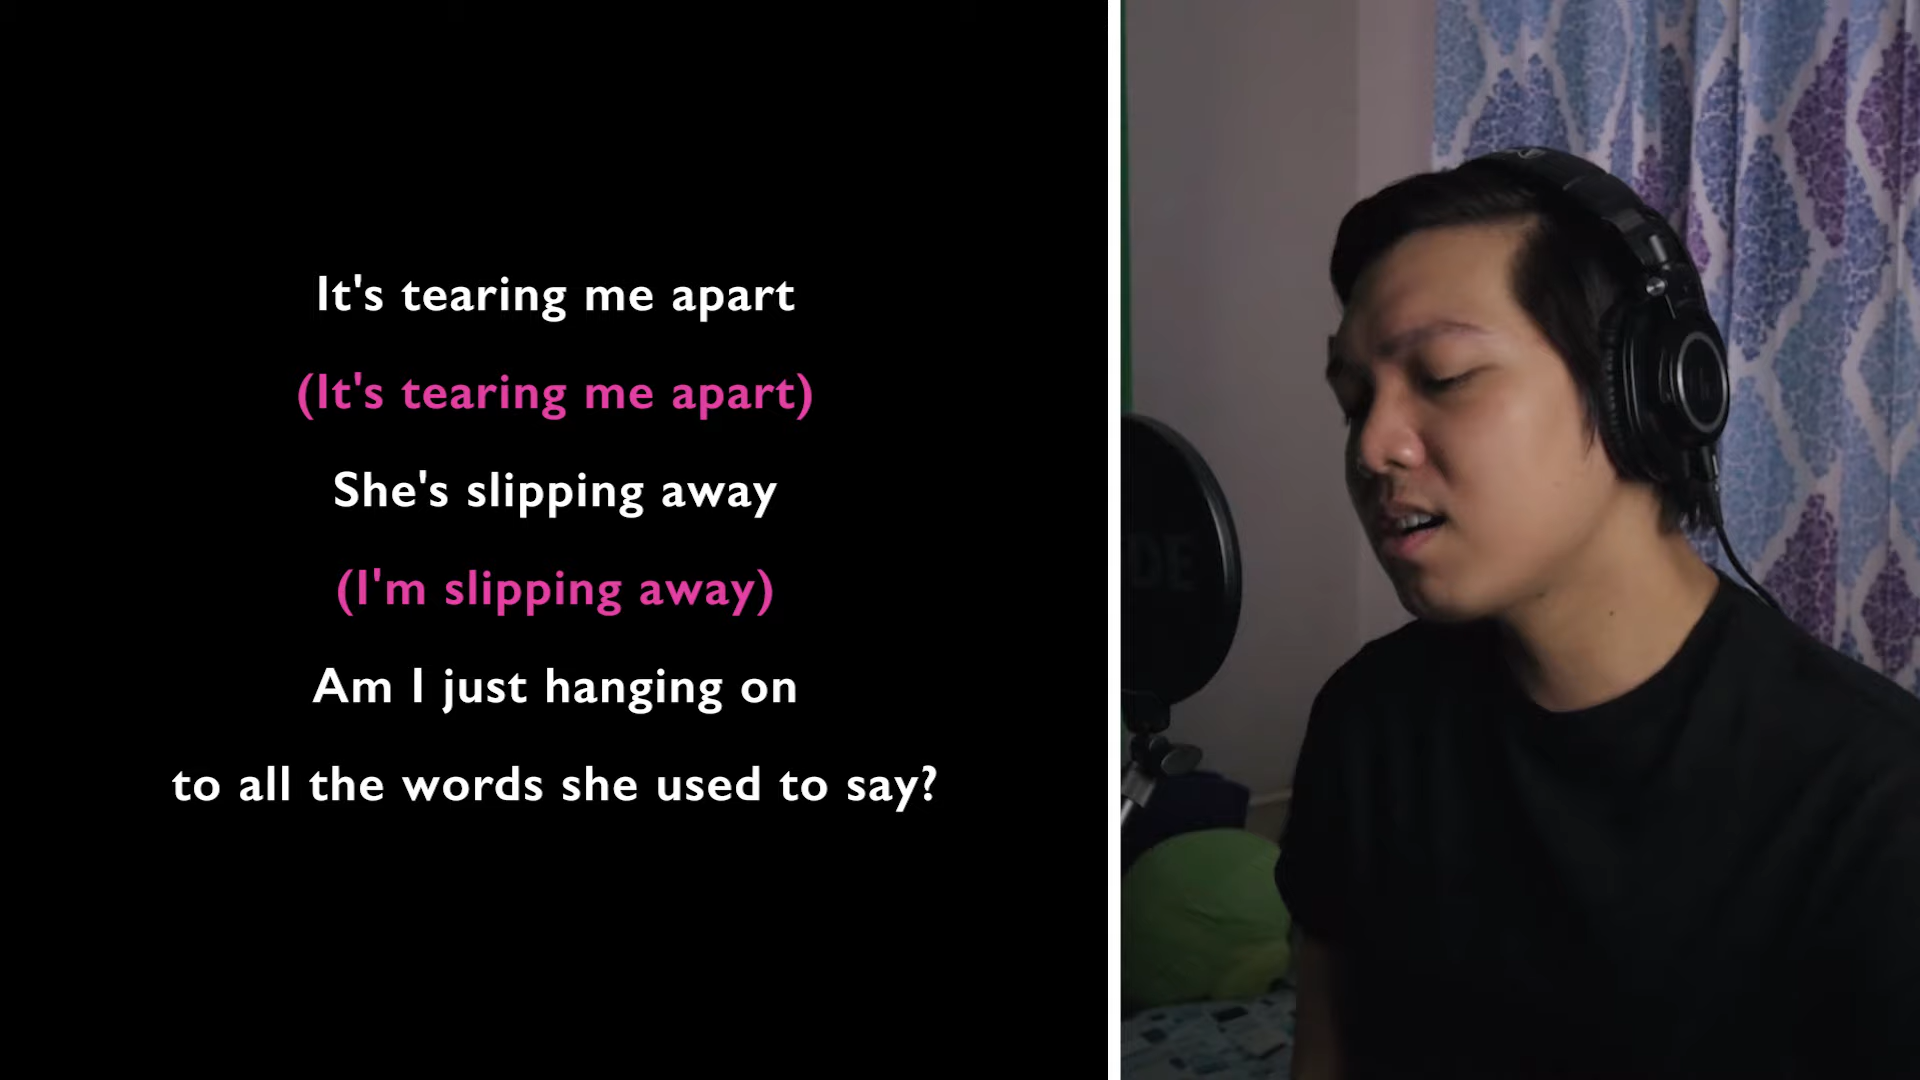 It's tearing me apart
(It's tearing me apart)
She's slipping away
(I'm slipping away)
Am I just hanging on
to all the words she used to say?